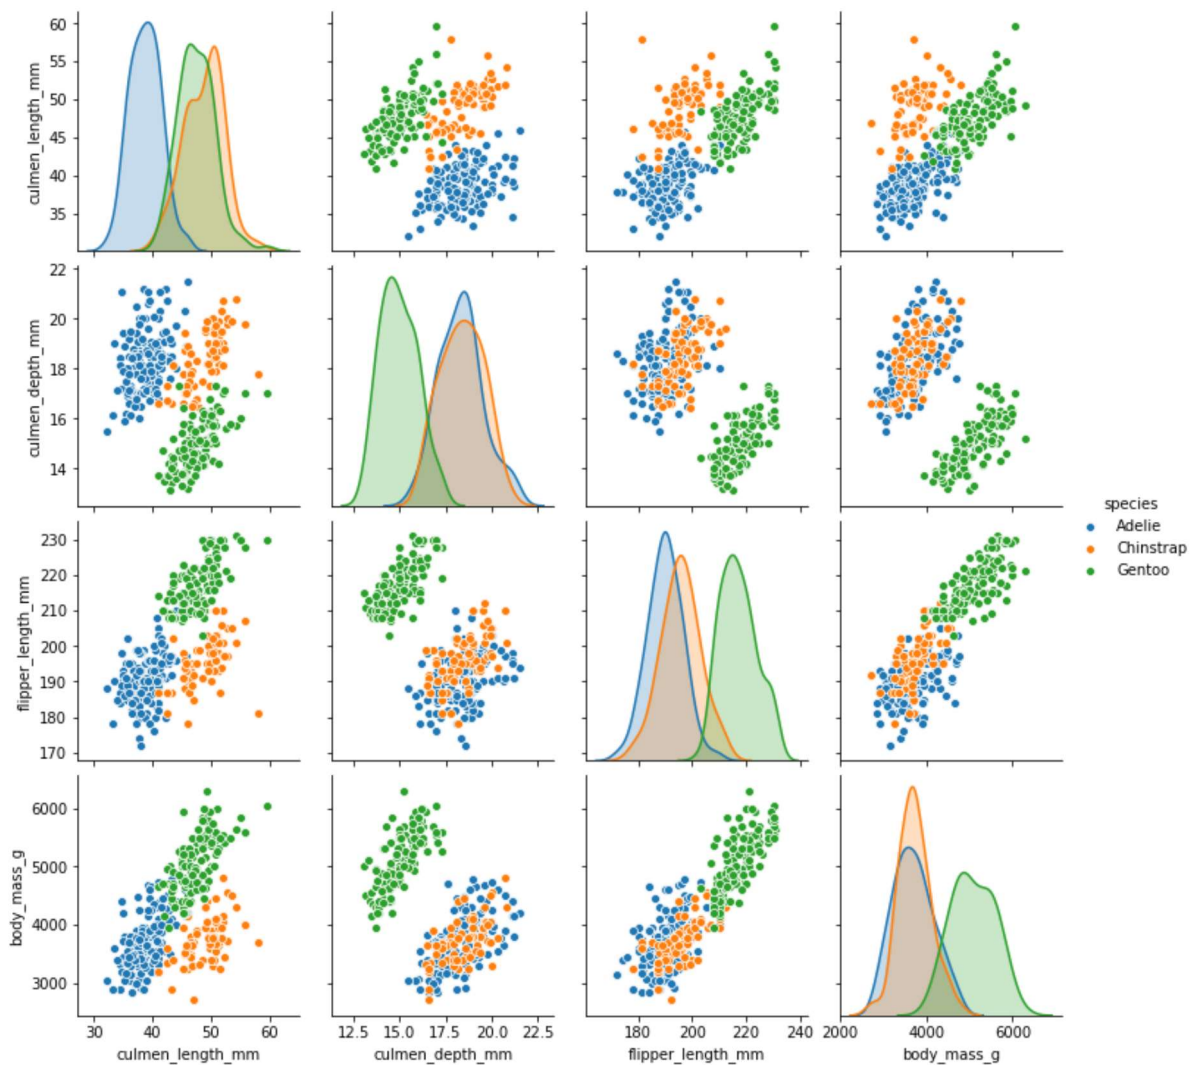 60
55
50
45
40
35
culmen_length_mm
22
20
18
16
14
culmen_depth_mm
species
Adelie
Chinstrap
Gentoo
230
220
210
200
190
180
170
flipper_length_mm
6000
5000
4000
3000
body_mass_g
30 40 50 60
culmen_length_mm
12.5 15.0 17.5 20.0 22.5
culmen_depth_mm
180 200 220 240
flipper_length_mm
2000 4000 6000
body_mass_g